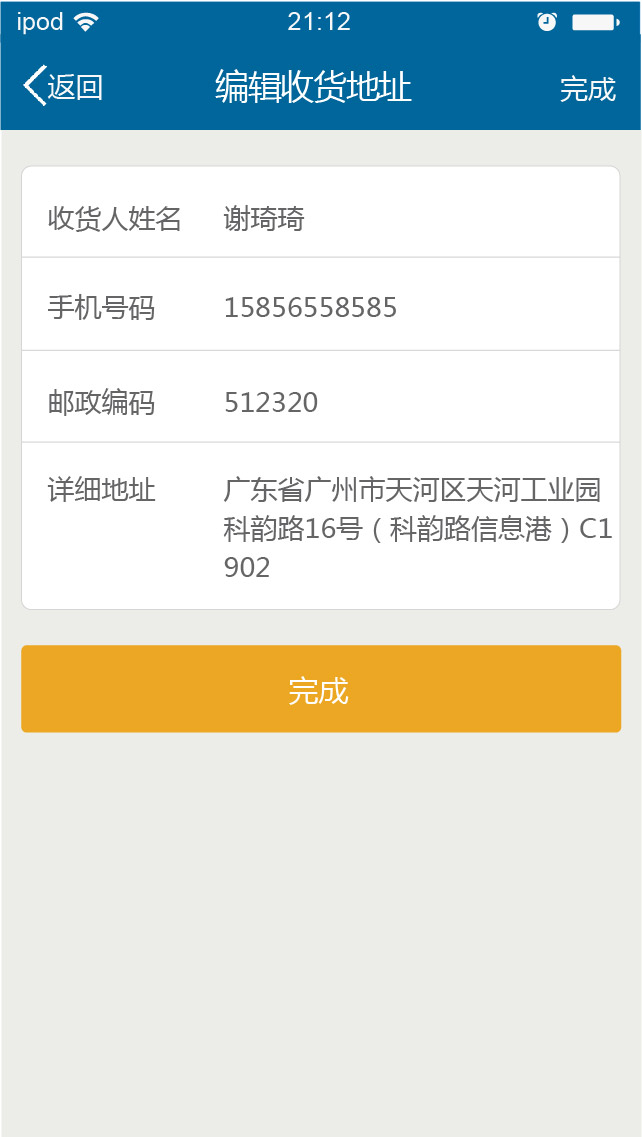 ipod 21:12
返回 编辑收货地址 完成
收货人姓名 谢琦琦
手机号码 15856558585
邮政编码 512320
详细地址 广东省广州市天河区天河工业园
科韵路16号（科韵路信息港）C1
902
完成